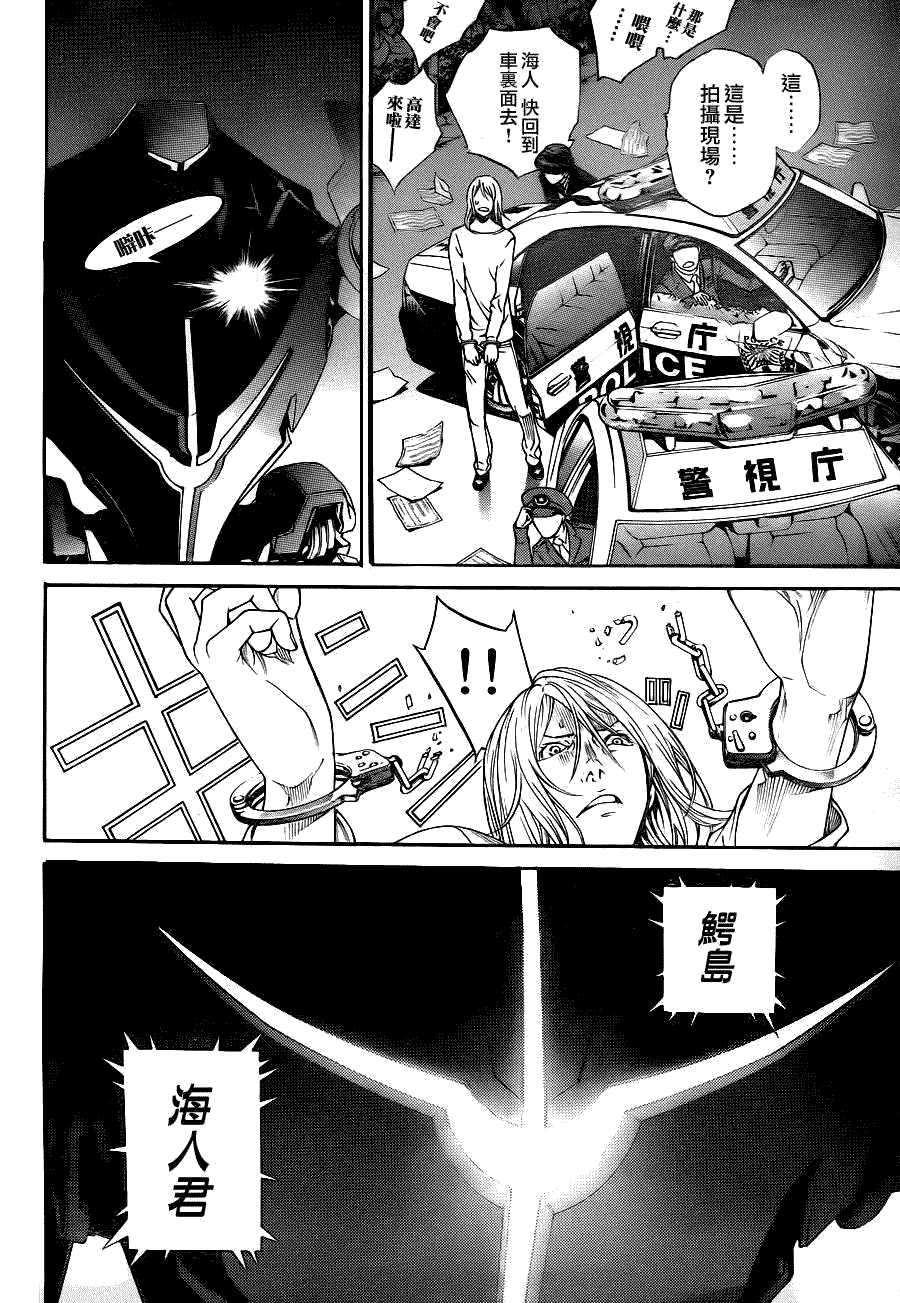 這……
這是……
拍攝現場？
那是
什麼…
喂喂
……
不會吧
海人 快回到
車裏面去！
高達
來啦——
警視庁
庁
POLICE
警視庁
噼咔——
!!
鰐島
海人君